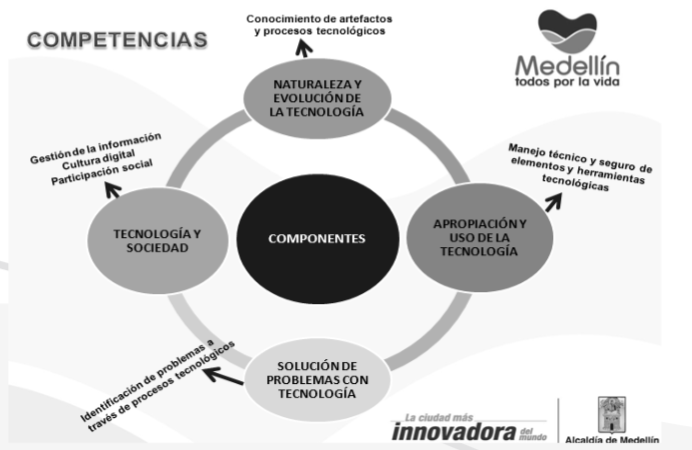 COMPETENCIAS
Conocimiento de artefactos
y procesos tecnológicos
Medellín
todos por la vida
NATURALEZA Y
EVOLUCIÓN DE
LA TECNOLOGÍA
Gestión de la información
Cultura digital
Participación social
Manejo técnico y seguro de
elementos y herramientas
tecnológicas
TECNOLOGÍA Y
SOCIEDAD
COMPONENTES
APROPIACIÓN Y
USO DE LA
TECNOLOGÍA
Identificación de problemas a
través de procesos tecnológicos
SOLUCIÓN DE
PROBLEMAS CON
TECNOLOGÍA
La ciudad más
innovadora del
mundo
Alcaldía de Medellín